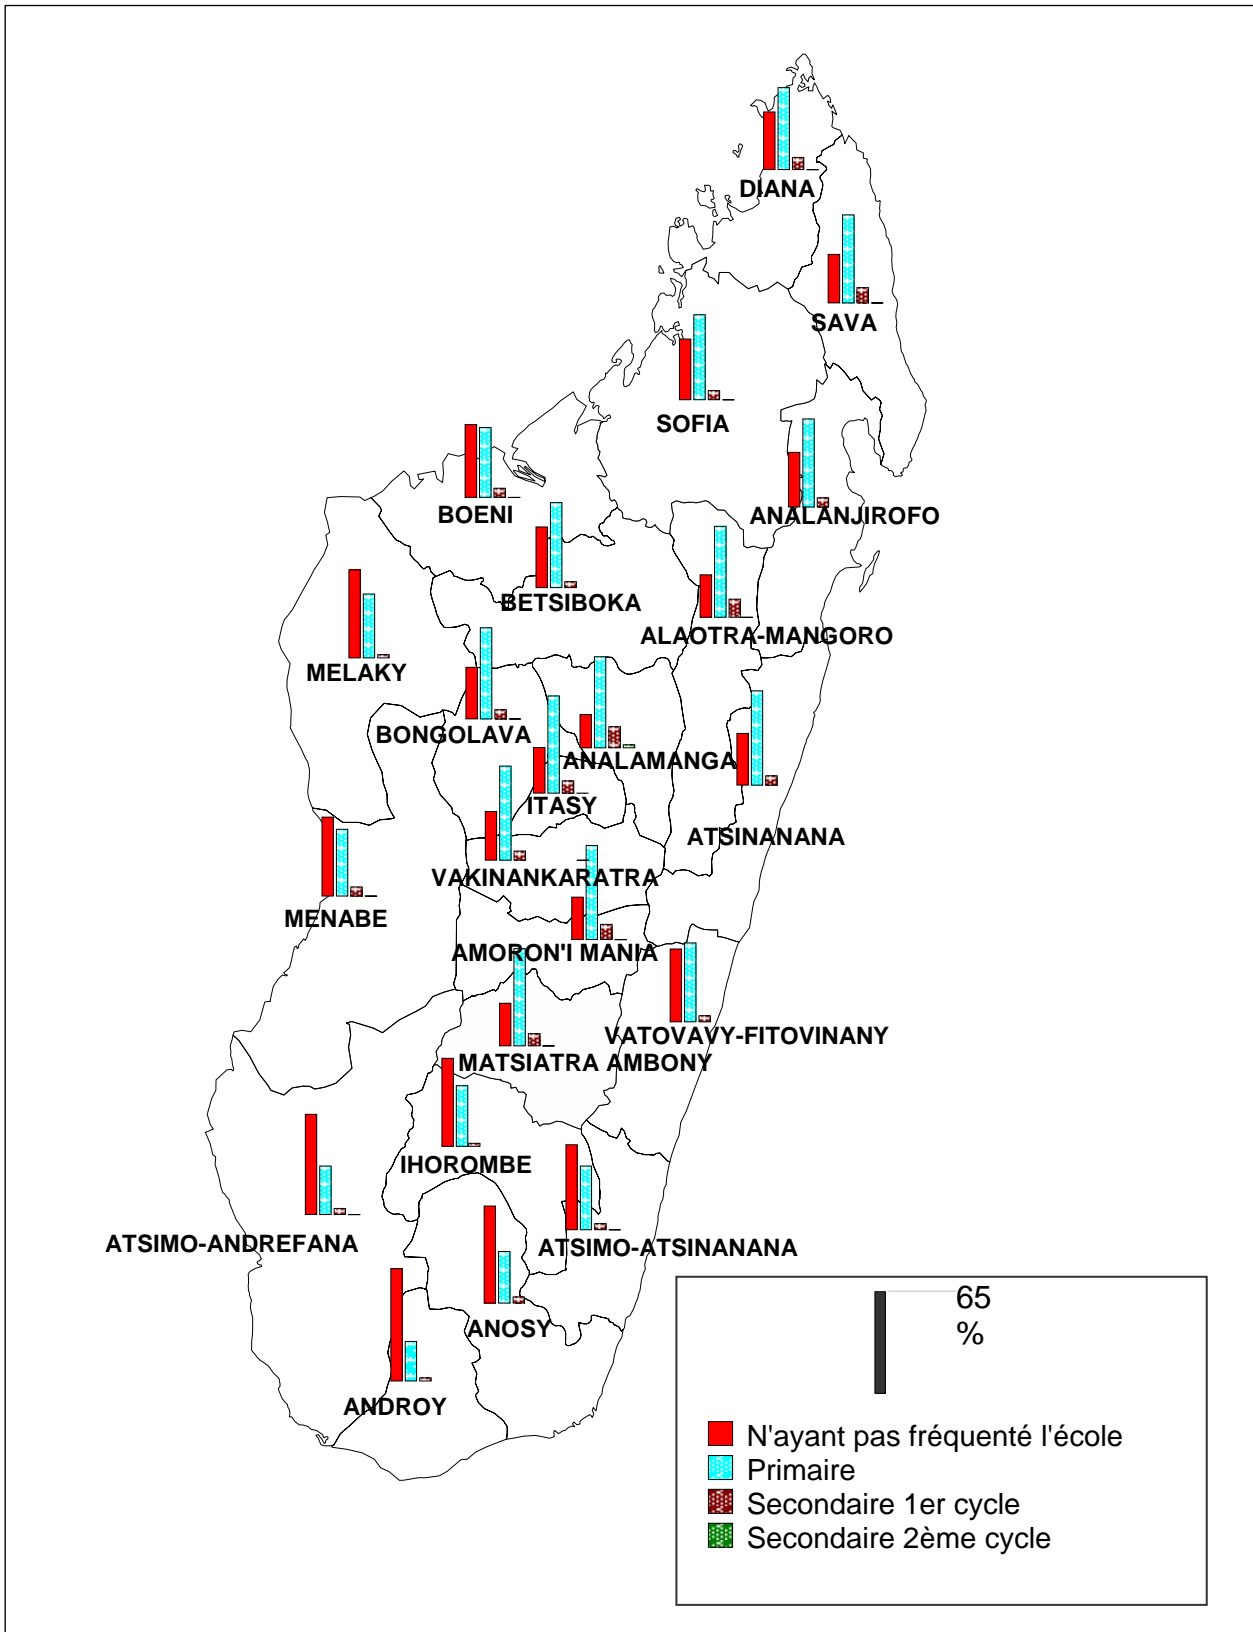 DIANA
SAVA
SOFIA
BOENI
ANALANJIROFO
BETSIBOKA
ALAOTRA-MANGORO
MELAKY
BONGOLAVA
ANALAMANGA
ITASY
ATSINANANA
VAKINANKARATRA
MENABE
AMORON'I MANIA
VATOVAVY-FITOVINANY
MATSIATRA AMBONY
IHOROMBE
ATSIMO-ANDREFANA
ATSIMO-ATSINANANA
ANOSY
ANDROY
65
%
N'ayant pas fréquenté l'école
Primaire
Secondaire 1er cycle
Secondaire 2ème cycle